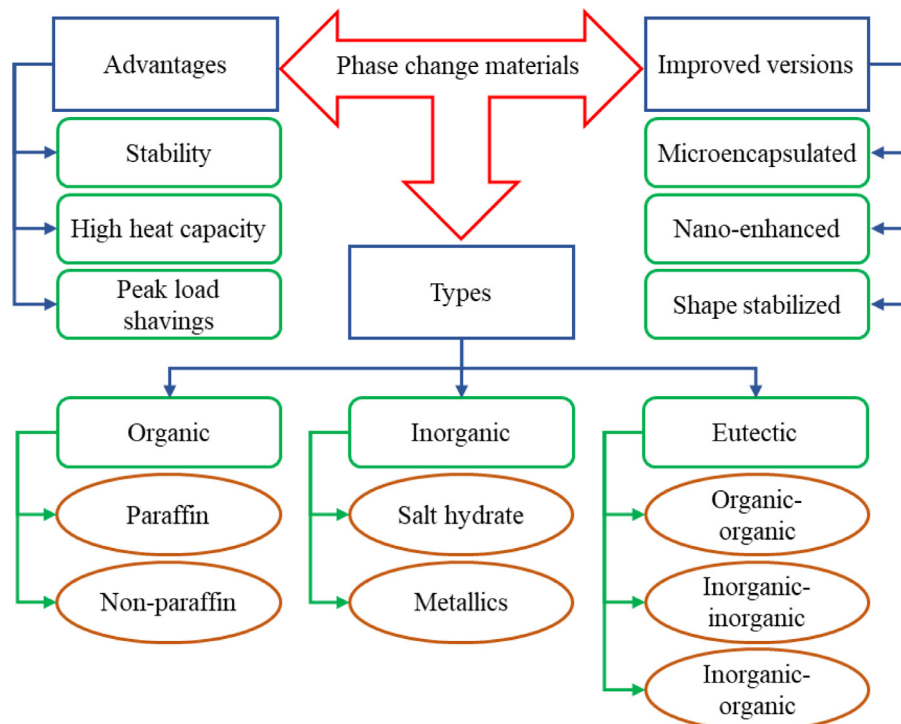 Advantages
Phase change materials
Improved versions
Stability
High heat capacity
Peak load
shavings
Microencapsulated
Nano-enhanced
Shape stabilized
Types
Organic
Inorganic
Eutectic
Paraffin
Non-paraffin
Salt hydrate
Metallics
Organic-
organic
Inorganic-
inorganic
Inorganic-
organic